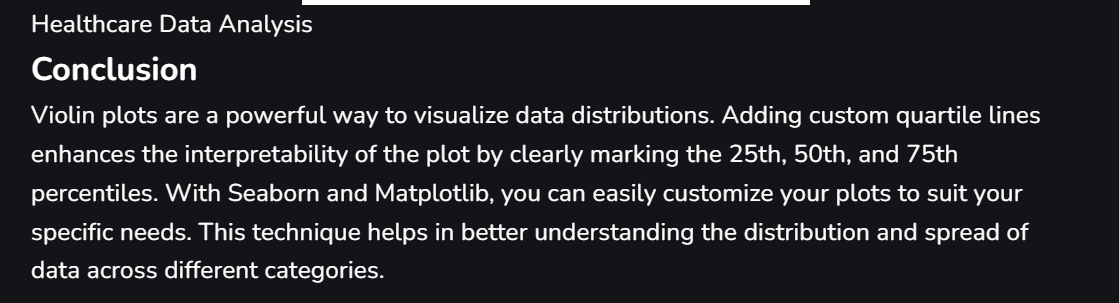 Healthcare Data Analysis
Conclusion
Violin plots are a powerful way to visualize data distributions. Adding custom quartile lines
enhances the interpretability of the plot by clearly marking the 25th, 50th, and 75th
percentiles. With Seaborn and Matplotlib, you can easily customize your plots to suit your
specific needs. This technique helps in better understanding the distribution and spread of
data across different categories.